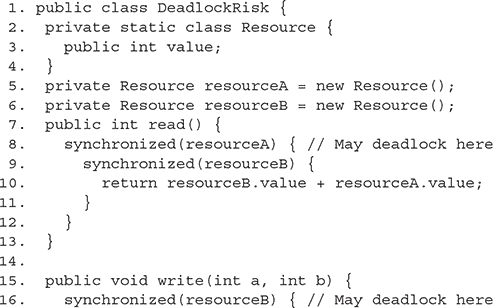 1. public class DeadlockRisk {
2.   private static class Resource {
3.     public int value;
4.   }
5.   private Resource resourceA = new Resource();
6.   private Resource resourceB = new Resource();
7.   public int read() {
8.     synchronized(resourceA) { // May deadlock here
9.       synchronized(resourceB) {
10.         return resourceB.value + resourceA.value;
11.       }
12.     }
13.   }
14.
15.   public void write(int a, int b) {
16.     synchronized(resourceB) { // May deadlock here